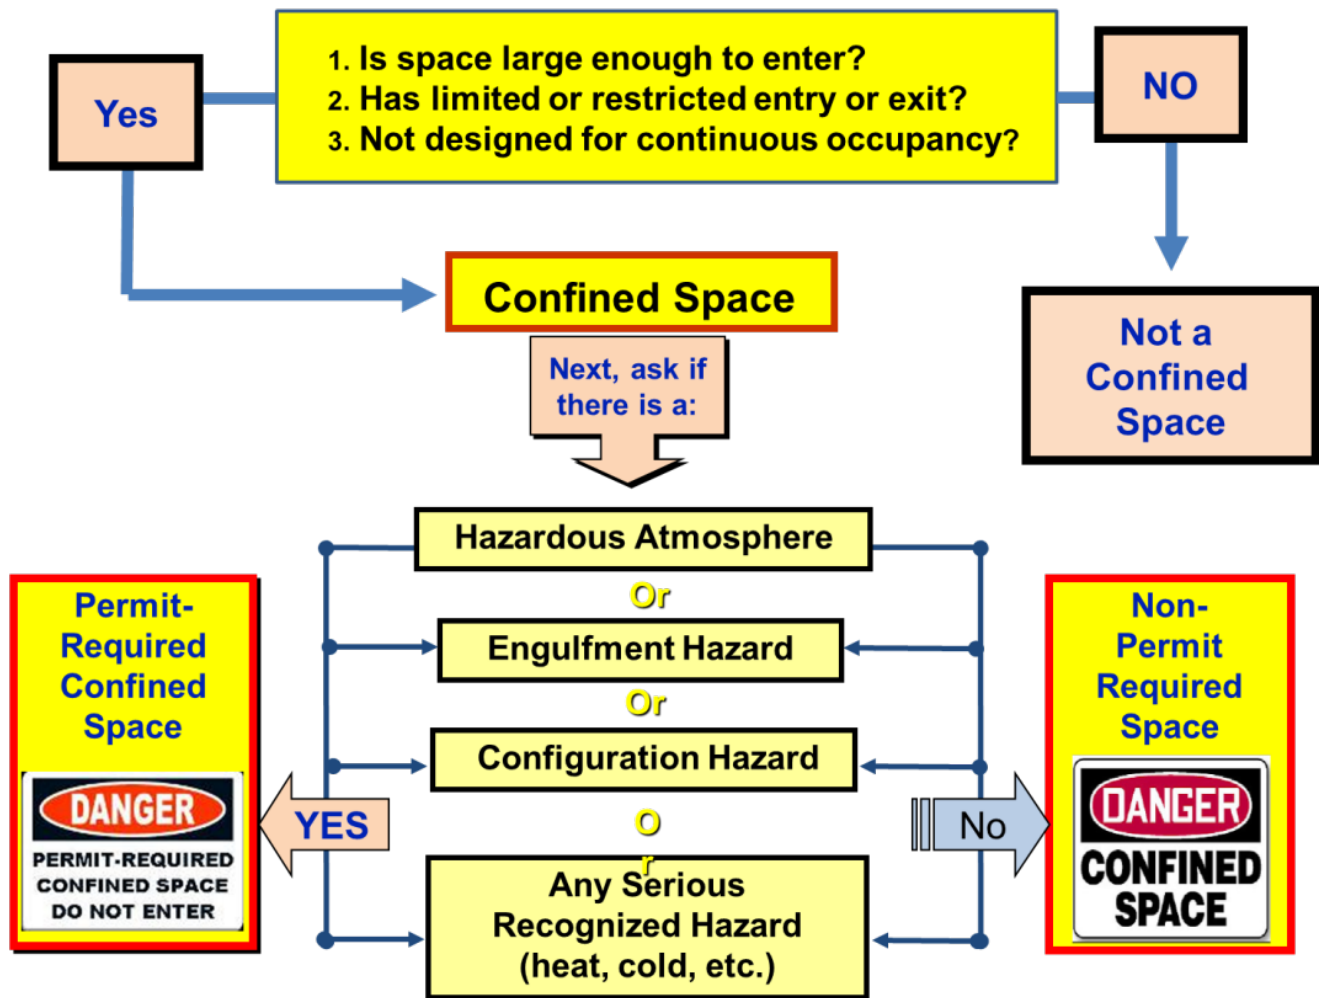 1. Is space large enough to enter?
2. Has limited or restricted entry or exit?
3. Not designed for continuous occupancy?
Yes
NO
Confined Space
Not a
Confined
Space
Next, ask if
there is a:
Hazardous Atmosphere
Or
Engulfment Hazard
Or
Configuration Hazard
O
r
Any Serious
Recognized Hazard
(heat, cold, etc.)
YES
No
Permit-
Required
Confined
Space
DANGER
PERMIT-REQUIRED
CONFINED SPACE
DO NOT ENTER
Non-
Permit
Required
Space
DANGER
CONFINED
SPACE